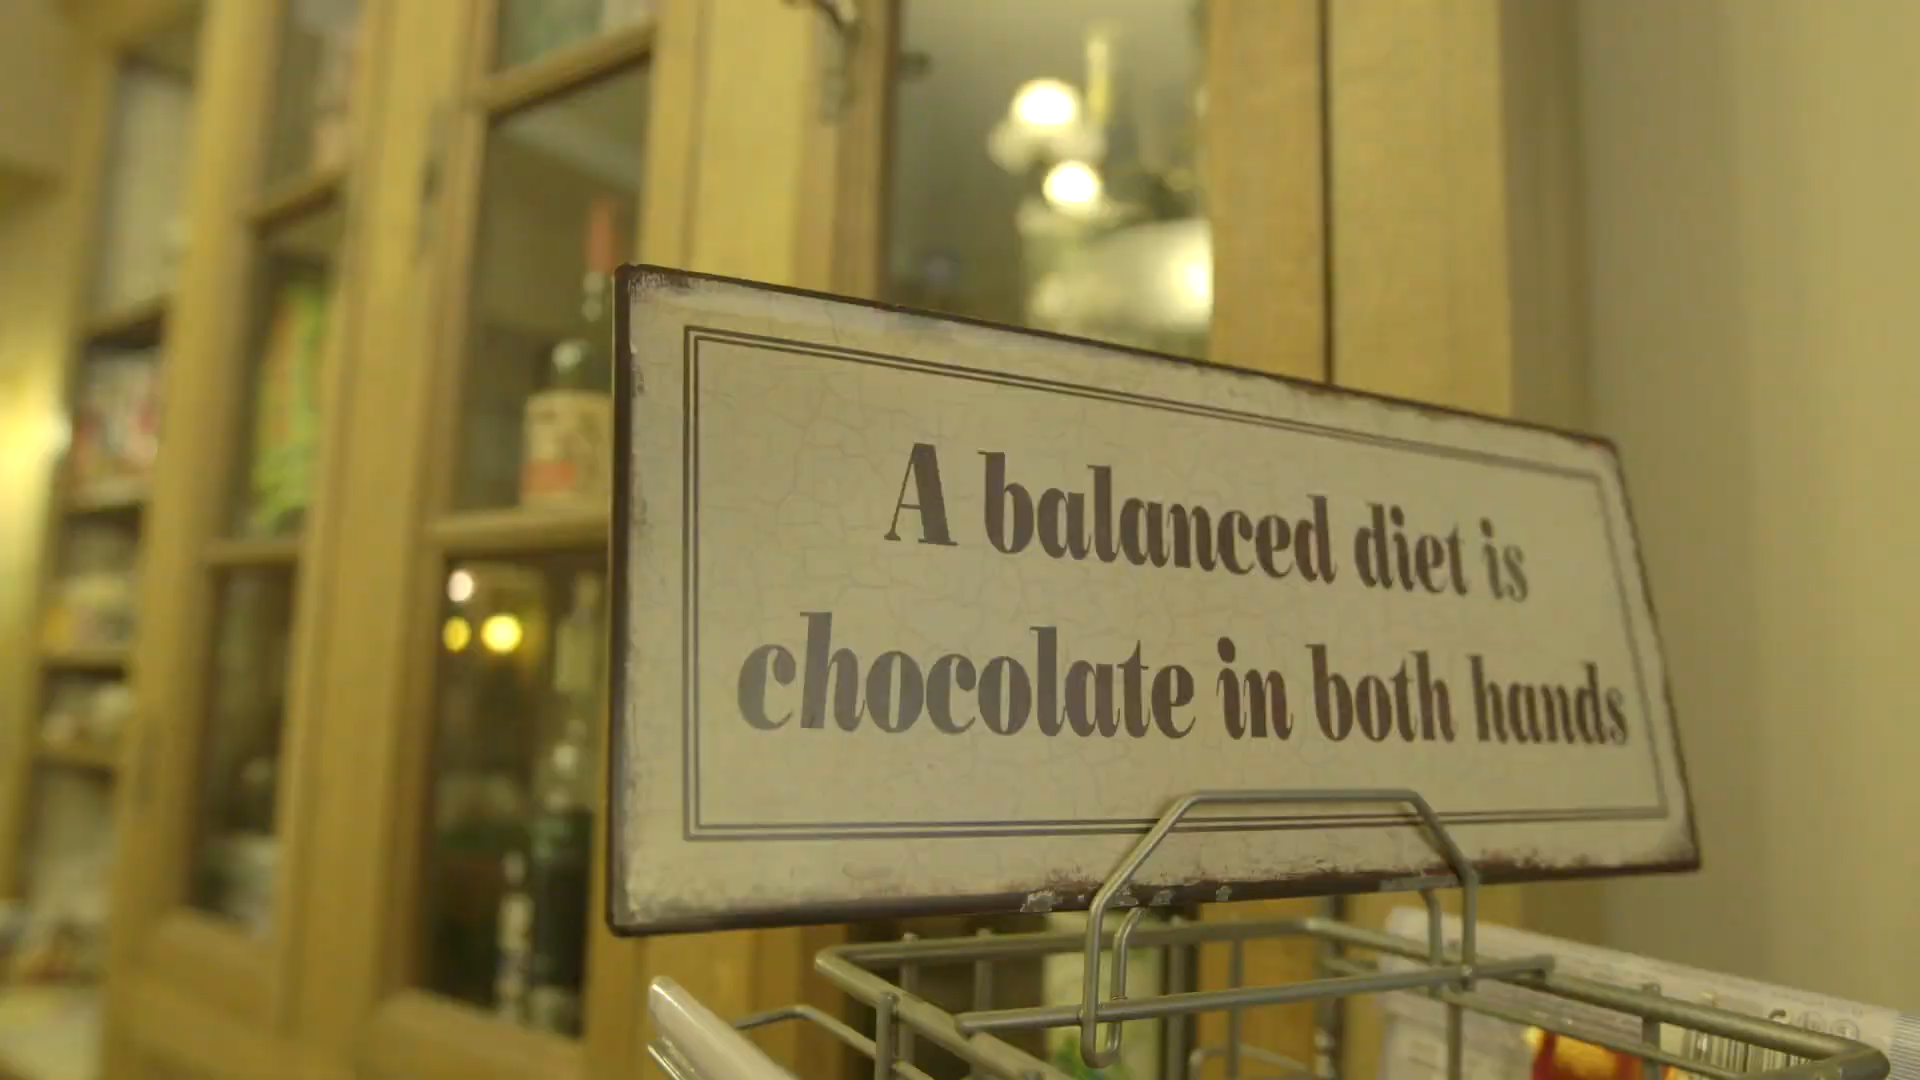 A balanced diet is
chocolate in both hands